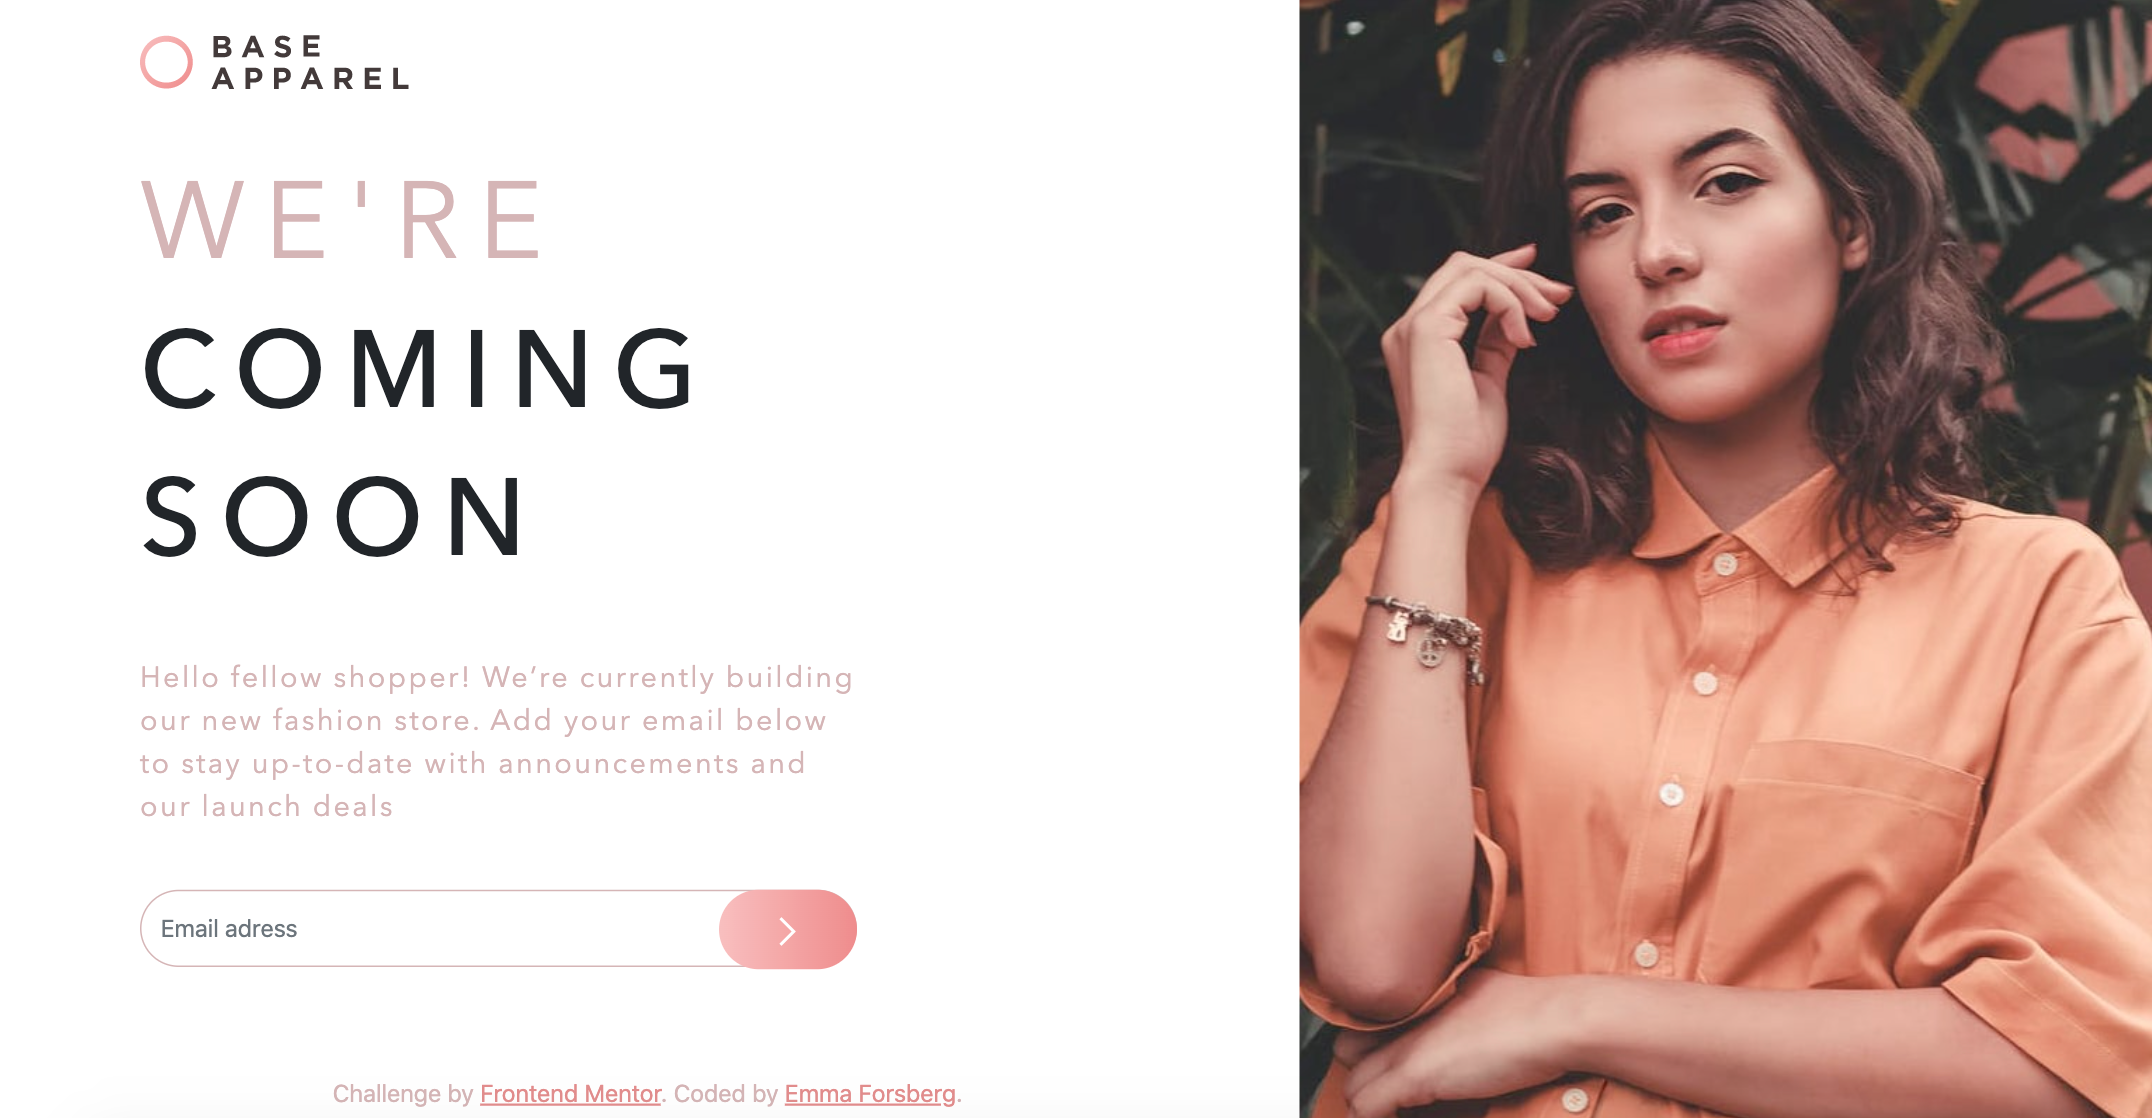 BASE
APPAREL
WE'RE
COMING
SOON
Hello fellow shopper! We’re currently building
our new fashion store. Add your email below
to stay up-to-date with announcements and
our launch deals
Email adress
Challenge by Frontend Mentor. Coded by Emma Forsberg.